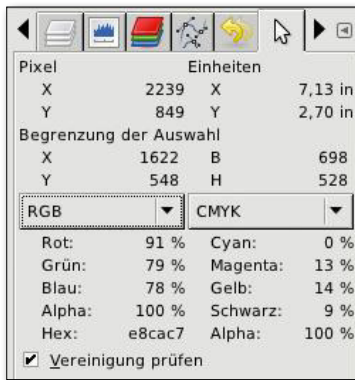 Pixel Einheiten
X 2239 X 7,13 in
Y 849 Y 2,70 in
Begrenzung der Auswahl
X 1622 B 698
Y 548 H 528
RGB CMYK
Rot: 91 % Cyan: 0 %
Grün: 79 % Magenta: 13 %
Blau: 78 % Gelb: 14 %
Alpha: 100 % Schwarz: 9 %
Hex: e8cac7 Alpha: 100 %
Vereinigung prüfen